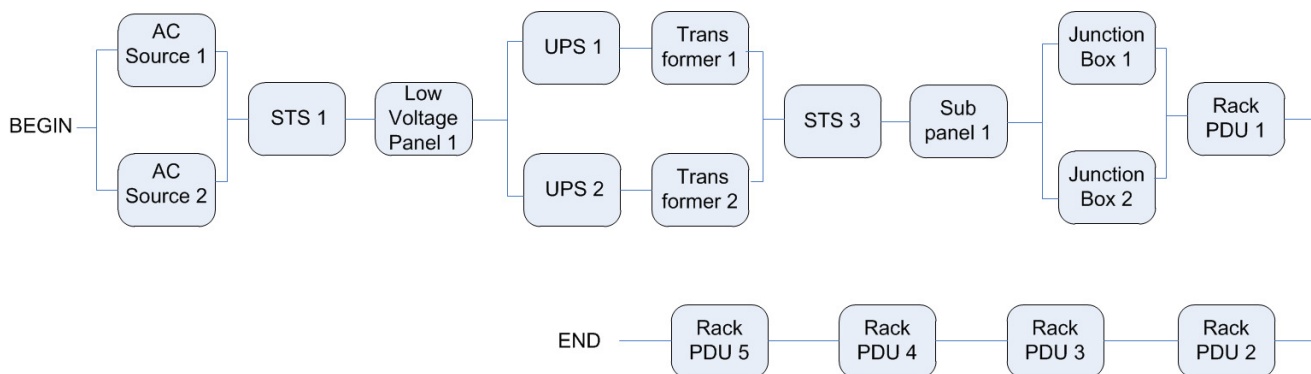 AC
Source 1
BEGIN
AC
Source 2
STS 1
Low
Voltage
Panel 1
UPS 1
Trans
former 1
UPS 2
Trans
former 2
STS 3
Sub
panel 1
Junction
Box 1
Junction
Box 2
Rack
PDU 1
END
Rack
PDU 5
Rack
PDU 4
Rack
PDU 3
Rack
PDU 2